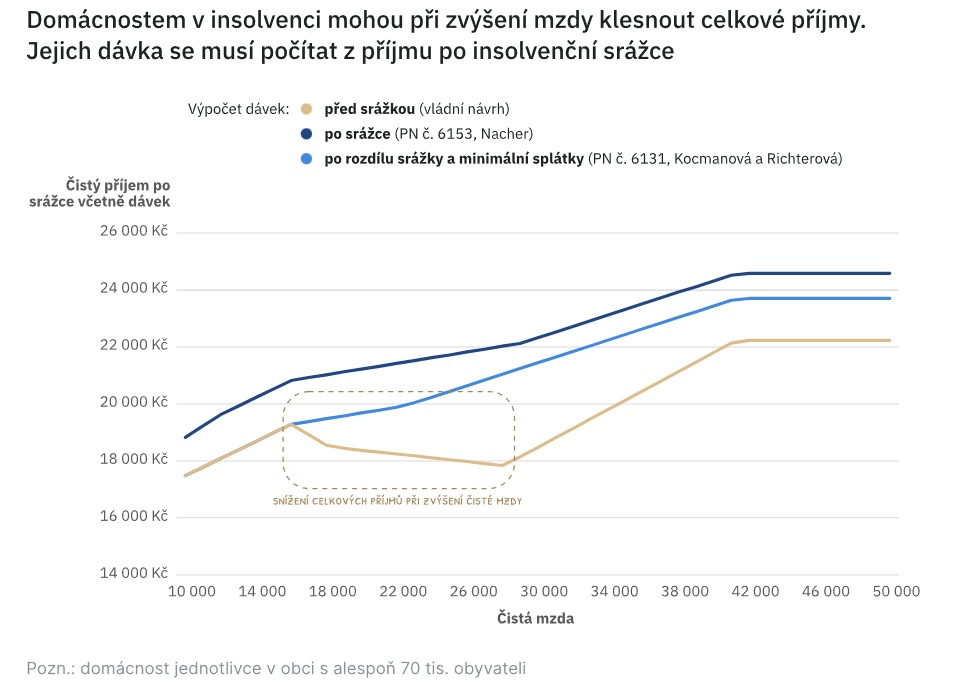 Domácnostem v insolvenci mohou při zvýšení mzdy klesnout celkové příjmy.
Jejich dávka se musí počítat z příjmu po insolvenční srážce
Výpočet dávek: před srážkou (vládní návrh)
po srážce (PN č. 6153, Nacher)
po rozdílu srážky a minimální splátky (PN č. 6131, Kocmanová a Richterová)
Čistý příjem po
srážce včetně dávek
26 000 Kč
24 000 Kč
22 000 Kč
20 000 Kč
18 000 Kč
SNÍŽENÍ CELKOVÝCH PŘÍJMŮ PŘI ZVÝŠENÍ ČISTÉ MZDY
16 000 Kč
14 000 Kč
10 000 14 000 18 000 22 000 26 000 30 000 34 000 38 000 42 000 46 000 50 000
Čistá mzda
Pozn.: domácnost jednotlivce v obci s alespoň 70 tis. obyvateli